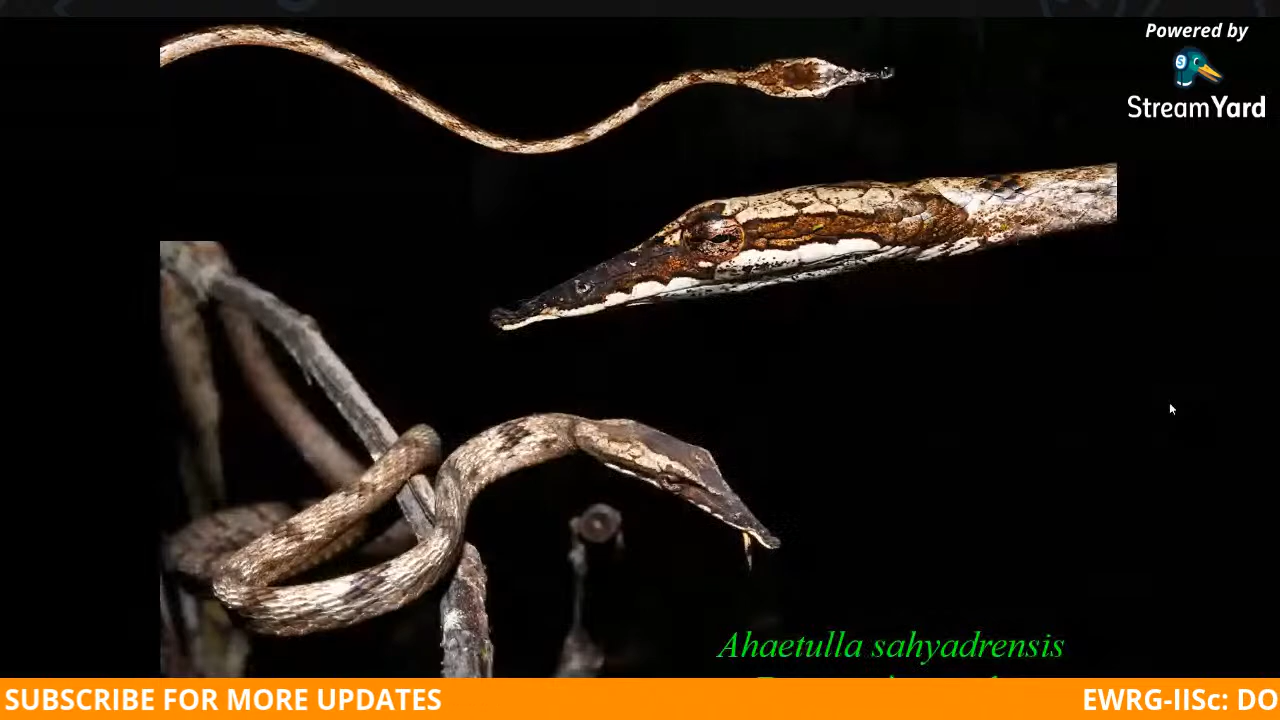 Powered by
StreamYard
Ahaetulla sahyadrensis
SUBSCRIBE FOR MORE UPDATES
EWRG-IISc: DO